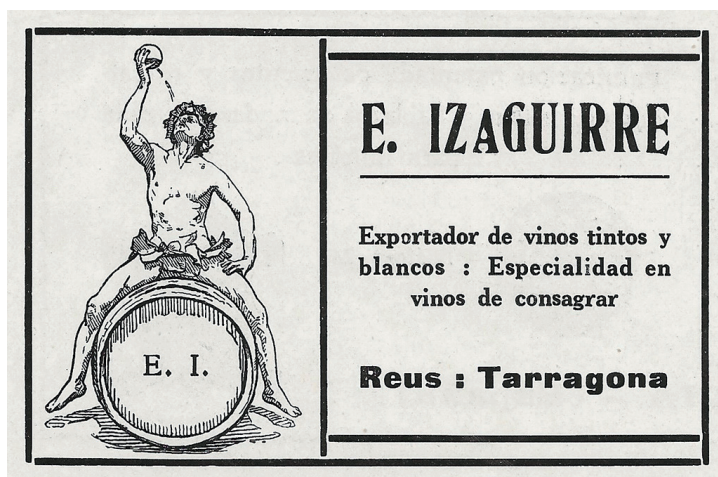 E. I.
E. IZAGUIRRE
Exportador de vinos tintos y
blancos : Especialidad en
vinos de consagrar
Reus : Tarragona